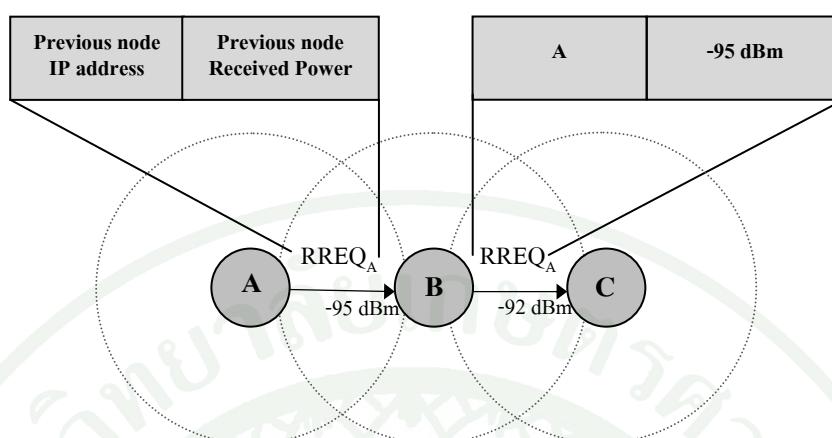 Previous node
IP address
Previous node
Received Power
A
-95 dBm
RREQA
RREQA
A
B
C
-95 dBm
-92 dBm